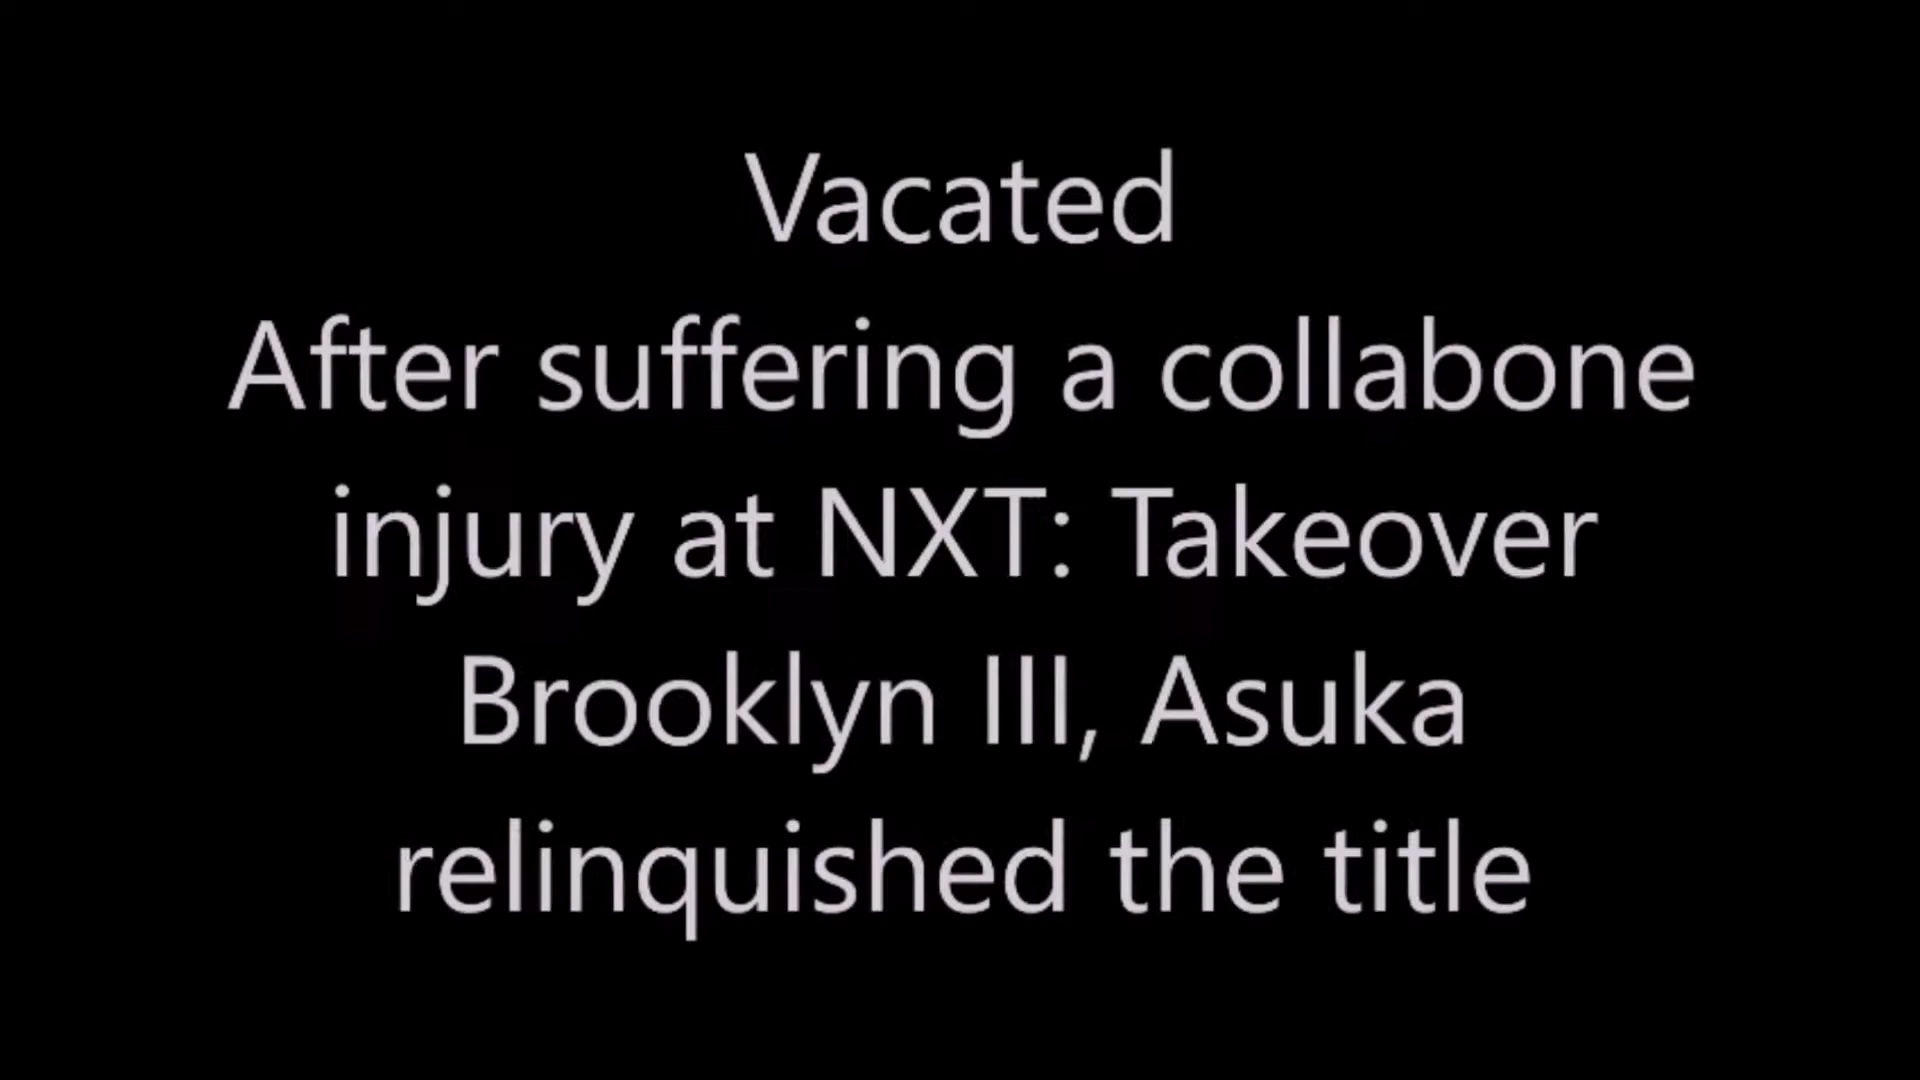 Vacated
After suffering a collabone
injury at NXT: Takeover
Brooklyn III, Asuka
relinquished the title